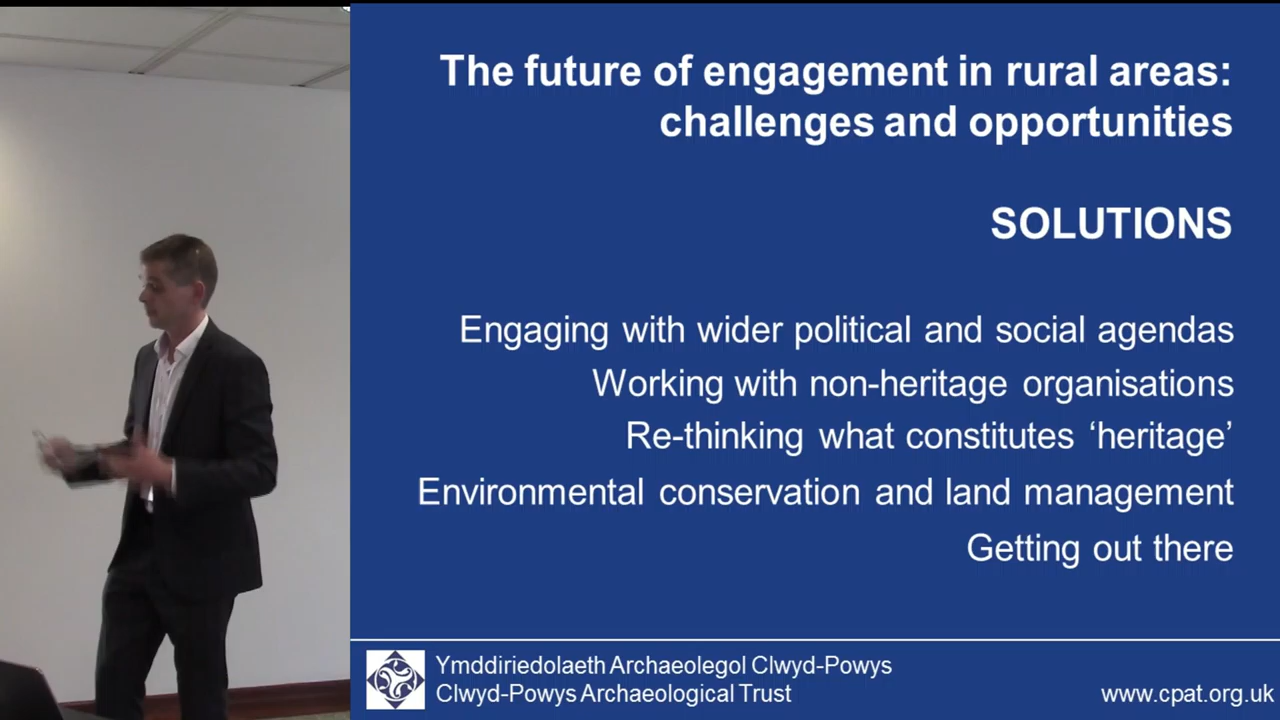 The future of engagement in rural areas:
challenges and opportunities
SOLUTIONS
Engaging with wider political and social agendas
Working with non-heritage organisations
Re-thinking what constitutes ‘heritage’
Environmental conservation and land management
Getting out there
Ymddiriedolaeth Archaeolegol Clwyd-Powys
Clwyd-Powys Archaeological Trust
www.cpat.org.uk